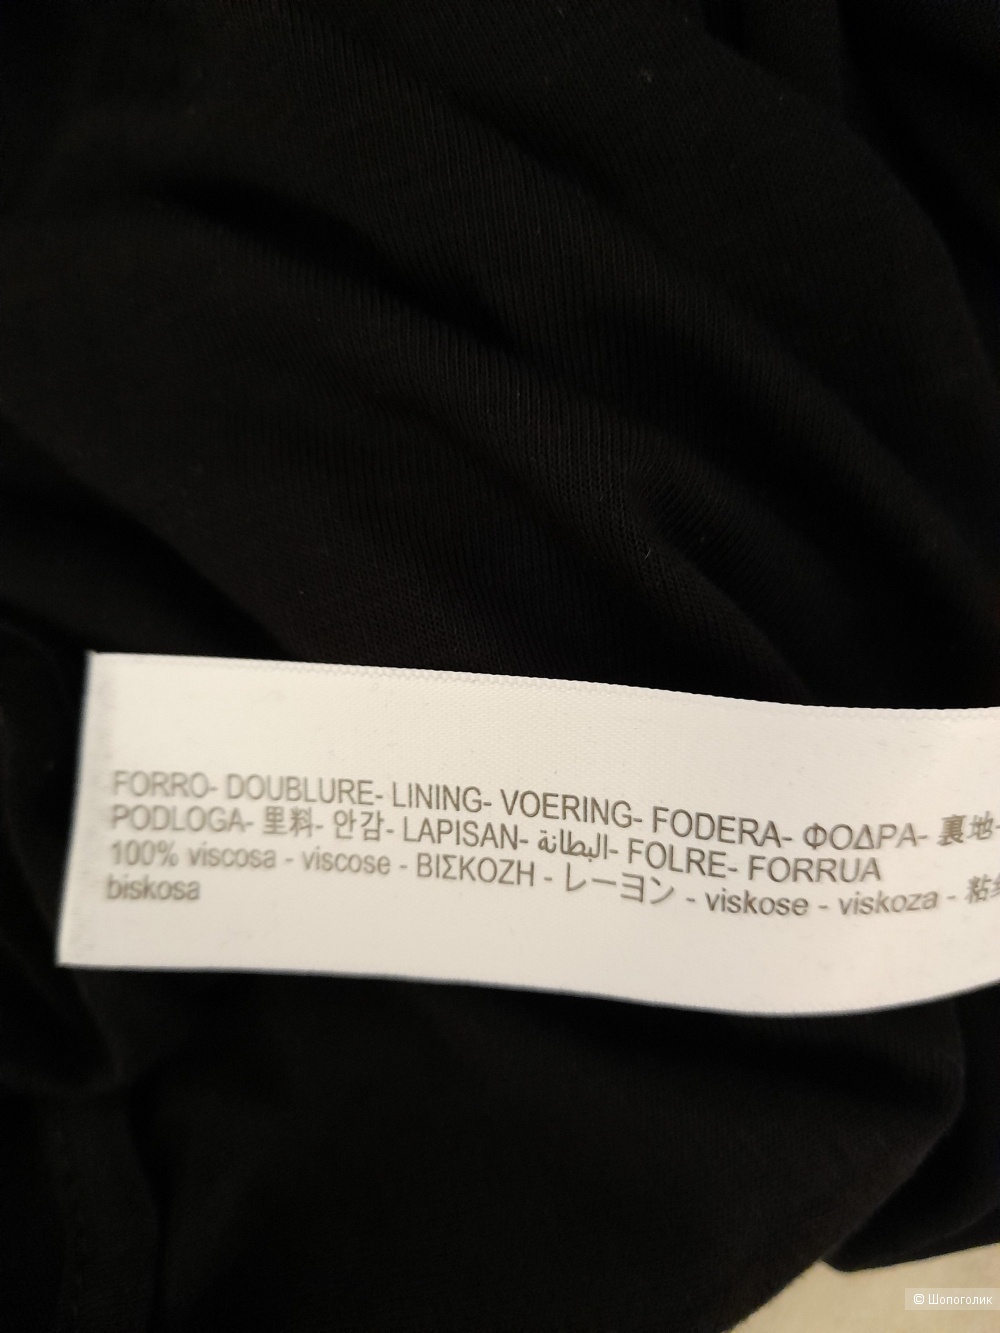 FORRO- DOUBLURE- LINING- VOERING- FODERA- ΦΟΔΡΑ- 裏地-
PODLOGA- 里料- 안감- LAPISAN- البطانة- FOLRE- FORRUA
100% viscosa - viscose - ΒΙΣΚΟΖΗ - レーヨン - viskose - viskoza - 粘
biskosa
© Шопоголик